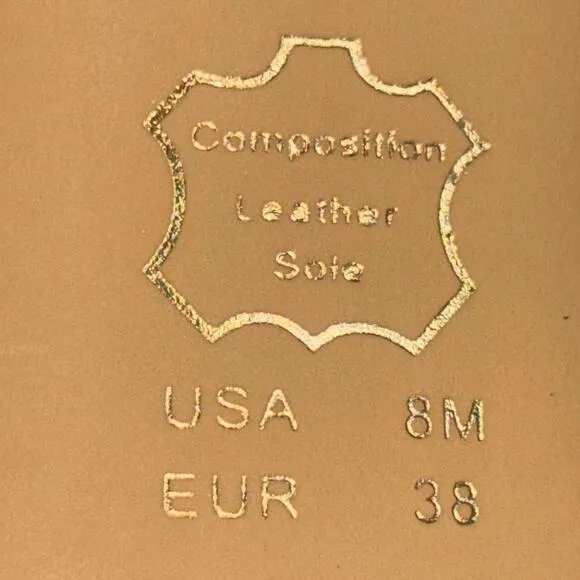 Composition
Leather
Sole
USA 8M
EUR 38